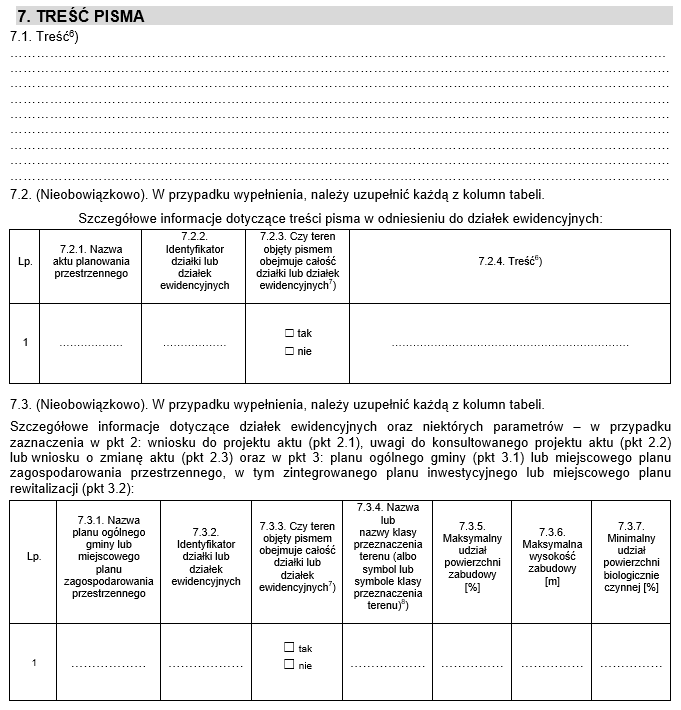 7. TREŚĆ PISMA
7.1. Treść6)
……………………………………………………………………………………………………………
……………………………………………………………………………………………………………
……………………………………………………………………………………………………………
……………………………………………………………………………………………………………
……………………………………………………………………………………………………………
……………………………………………………………………………………………………………
……………………………………………………………………………………………………………
……………………………………………………………………………………………………………
……………………………………………………………………………………………………………
7.2. (Nieobowiązkowo). W przypadku wypełnienia, należy uzupełnić każdą z kolumn tabeli.
Szczegółowe informacje dotyczące treści pisma w odniesieniu do działek ewidencyjnych:
Lp.
7.2.1. Nazwa
aktu planowania
przestrzennego
7.2.2.
Identyfikator
działki lub
działek
ewidencyjnych
7.2.3. Czy teren
objęty pismem
obejmuje całość
działki lub działek
ewidencyjnych7)
7.2.4. Treść6)
1
………………
………………
☐ tak
☐ nie
……………………………………………………………
7.3. (Nieobowiązkowo). W przypadku wypełnienia, należy uzupełnić każdą z kolumn tabeli.
Szczegółowe informacje dotyczące działek ewidencyjnych oraz niektórych parametrów – w przypadku
zaznaczenia w pkt 2: wniosku do projektu aktu (pkt 2.1), uwagi do konsultowanego projektu aktu (pkt 2.2)
lub wniosku o zmianę aktu (pkt 2.3) oraz w pkt 3: planu ogólnego gminy (pkt 3.1) lub miejscowego planu
zagospodarowania przestrzennego, w tym zintegrowanego planu inwestycyjnego lub miejscowego planu
rewitalizacji (pkt 3.2):
Lp.
7.3.1. Nazwa
planu ogólnego
gminy lub
miejscowego
planu
zagospodarowania
przestrzennego
7.3.2.
Identyfikator
działki lub
działek
ewidencyjnych
7.3.3. Czy teren
objęty pismem
obejmuje całość
działki lub
działek
ewidencyjnych7)
7.3.4. Nazwa
lub
nazwy klasy
przeznaczenia
terenu (albo
symbol lub
symbole klasy
przeznaczenia
terenu)8)
7.3.5.
Maksymalny
udział
powierzchni
zabudowy
[%]
7.3.6.
Maksymalna
wysokość
zabudowy
[m]
7.3.7.
Minimalny
udział
powierzchni
biologicznie
czynnej [%]
1
…………………
…………………
☐ tak
☐ nie
…………………
………………
………………
………………